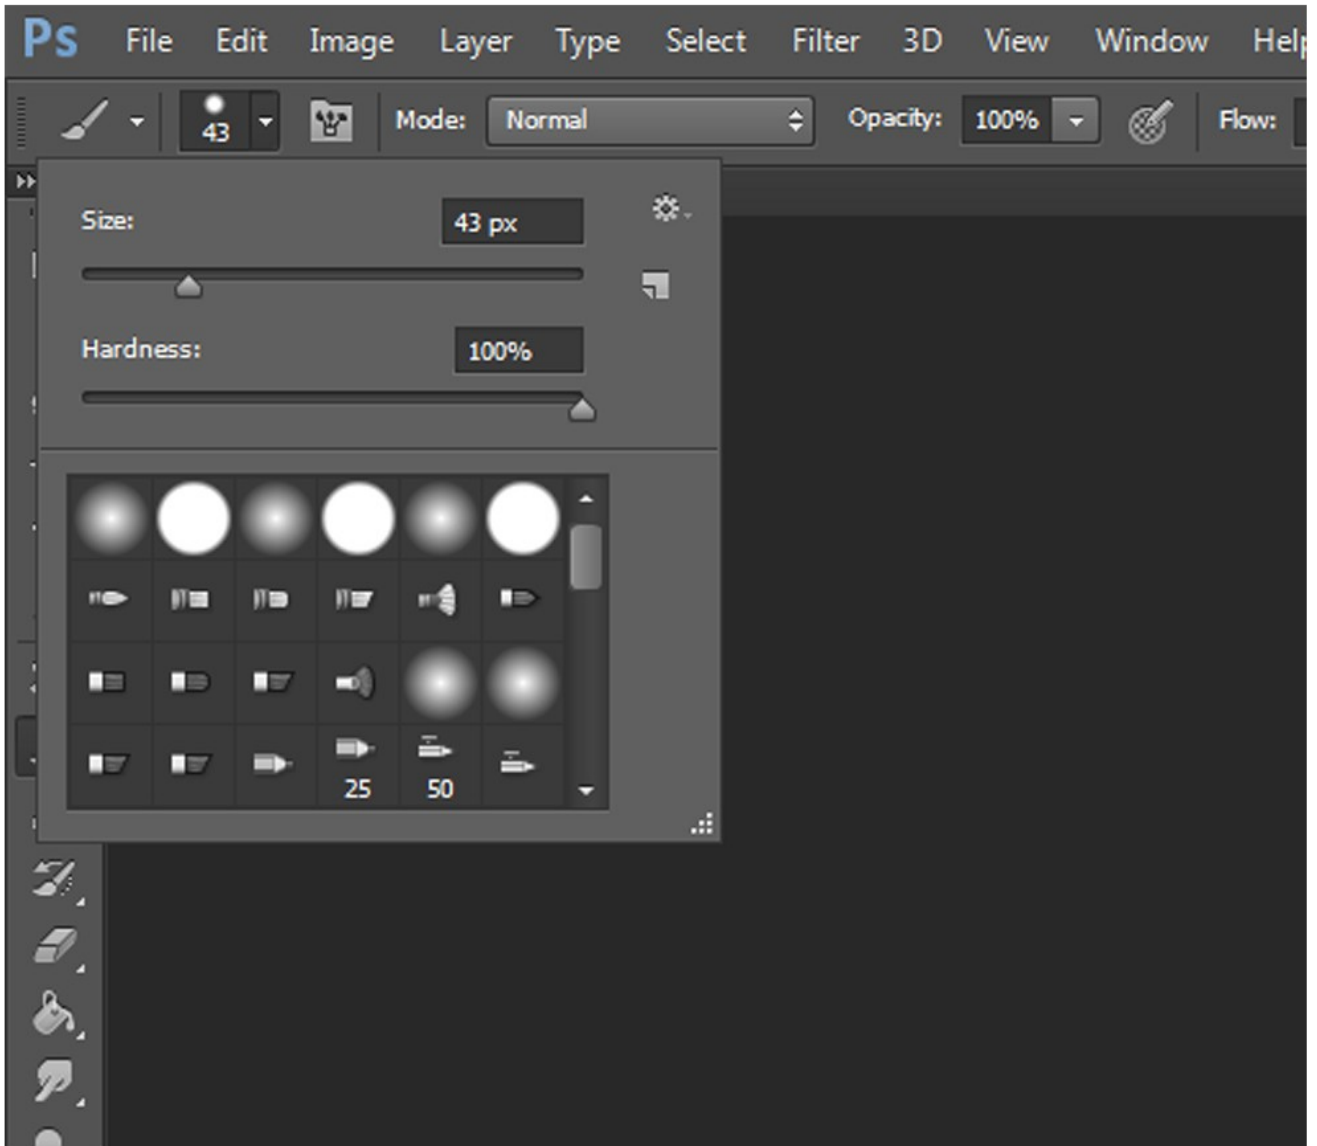 Ps File Edit Image Layer Type Select Filter 3D View Window Help
43 Mode: Normal Opacity: 100% Flow:
Size: 43 px
Hardness: 100%
25 50